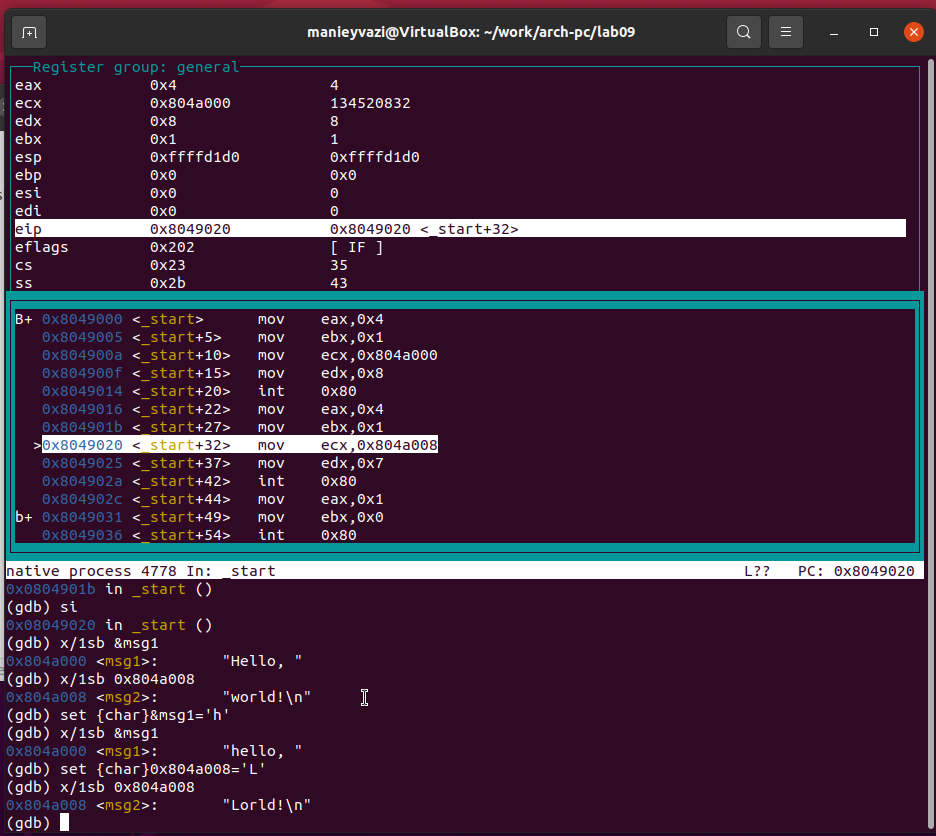 manieyvazi@VirtualBox: ~/work/arch-pc/lab09
Register group: general
eax 0x4 4
ecx 0x804a000 134520832
edx 0x8 8
ebx 0x1 1
esp 0xffffd1d0 0xffffd1d0
ebp 0x0 0x0
esi 0x0 0
edi 0x0 0
eip 0x8049020 0x8049020 <_start+32>
eflags 0x202 [ IF ]
cs 0x23 35
ss 0x2b 43
B+ 0x8049000 <_start> mov eax,0x4
0x8049005 <_start+5> mov ebx,0x1
0x804900a <_start+10> mov ecx,0x804a000
0x804900f <_start+15> mov edx,0x8
0x8049014 <_start+20> int 0x80
0x8049016 <_start+22> mov eax,0x4
0x804901b <_start+27> mov ebx,0x1
>0x8049020 <_start+32> mov ecx,0x804a008
0x8049025 <_start+37> mov edx,0x7
0x804902a <_start+42> int 0x80
0x804902c <_start+44> mov eax,0x1
b+ 0x8049031 <_start+49> mov ebx,0x0
0x8049036 <_start+54> int 0x80
native process 4778 In: _start L?? PC: 0x8049020
0x0804901b in _start ()
(gdb) si
0x08049020 in _start ()
(gdb) x/1sb &msg1
0x804a000 <msg1>: "Hello, "
(gdb) x/1sb 0x804a008
0x804a008 <msg2>: "world!\n"
(gdb) set {char}&msg1='h'
(gdb) x/1sb &msg1
0x804a000 <msg1>: "hello, "
(gdb) set {char}0x804a008='L'
(gdb) x/1sb 0x804a008
0x804a008 <msg2>: "Lorld!\n"
(gdb)